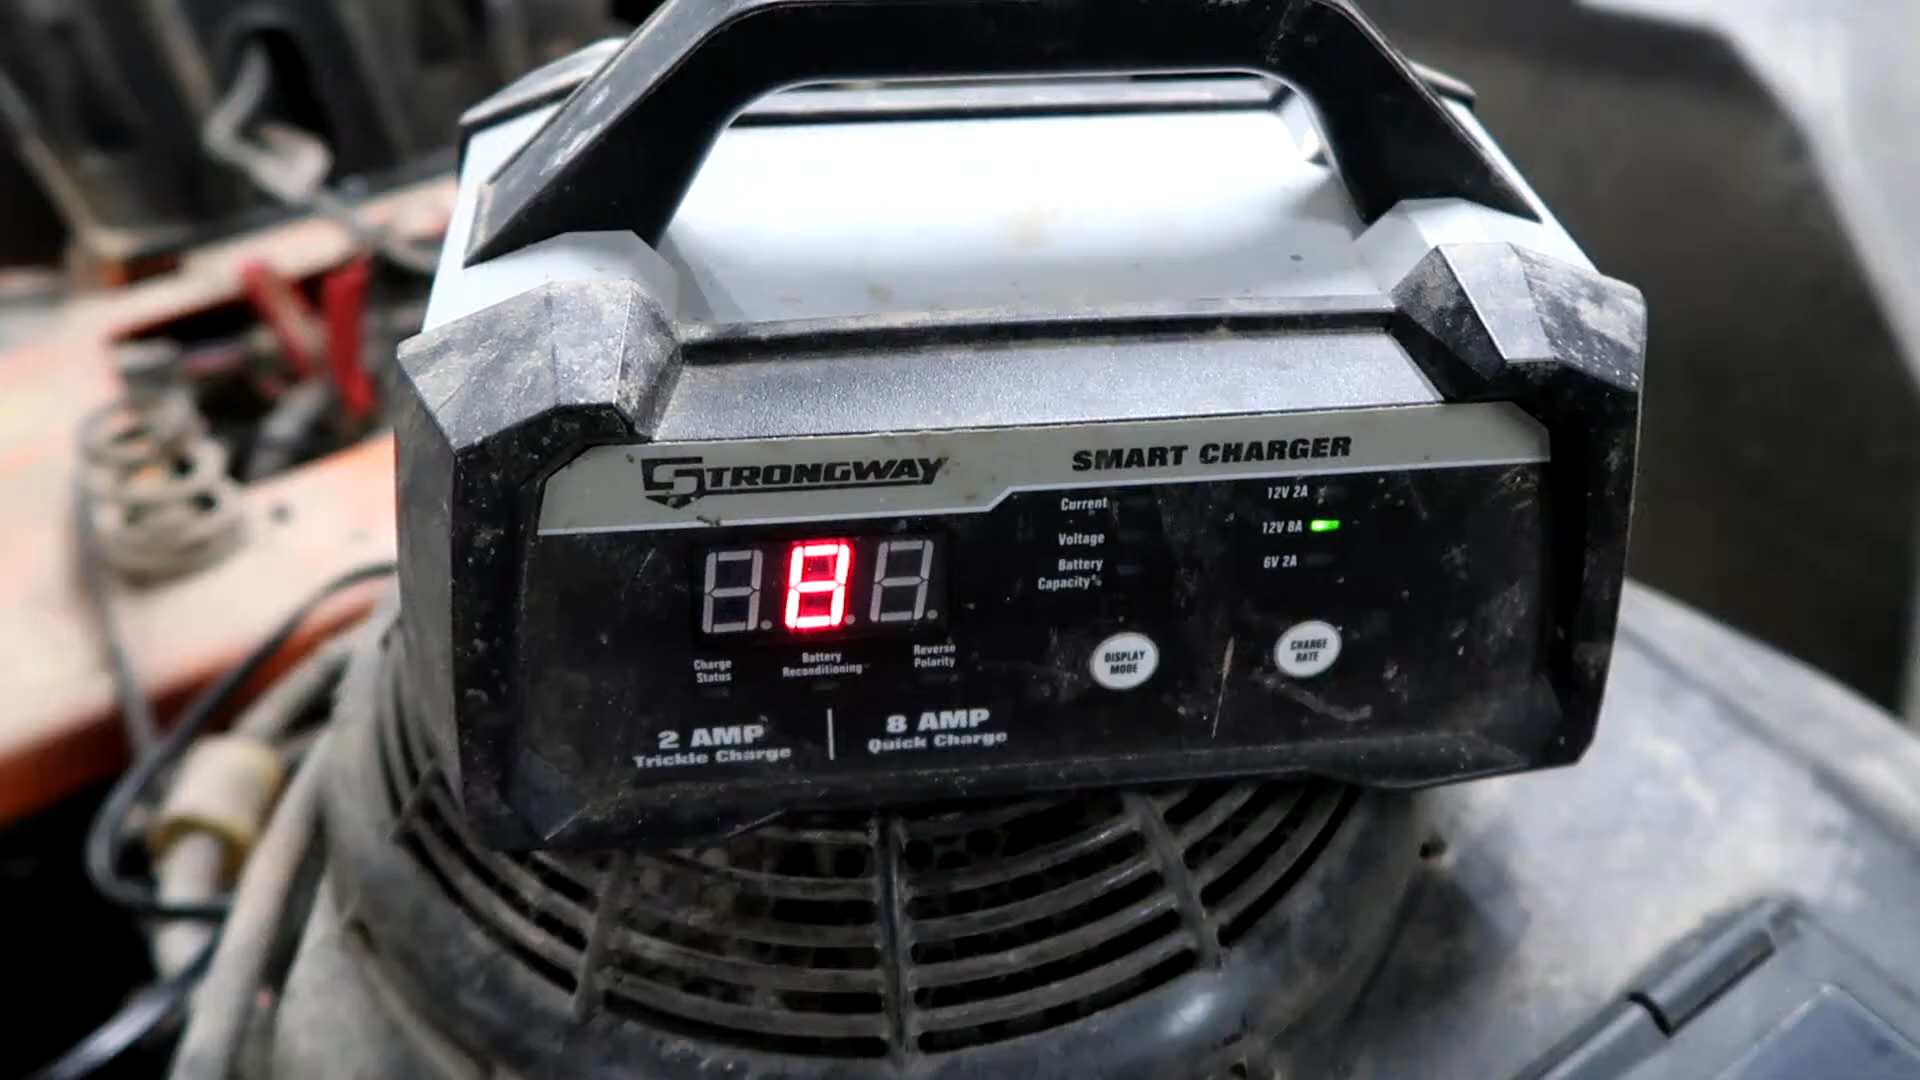 STRONGWAY
SMART CHARGER
8
Current
Voltage
Battery
Capacity%
12V 2A
12V 8A
6V 2A
Charge
Status
Battery
Reconditioning
Reverse
Polarity
DISPLAY
MODE
CHARGE
RATE
2 AMP
Trickle Charge
8 AMP
Quick Charge